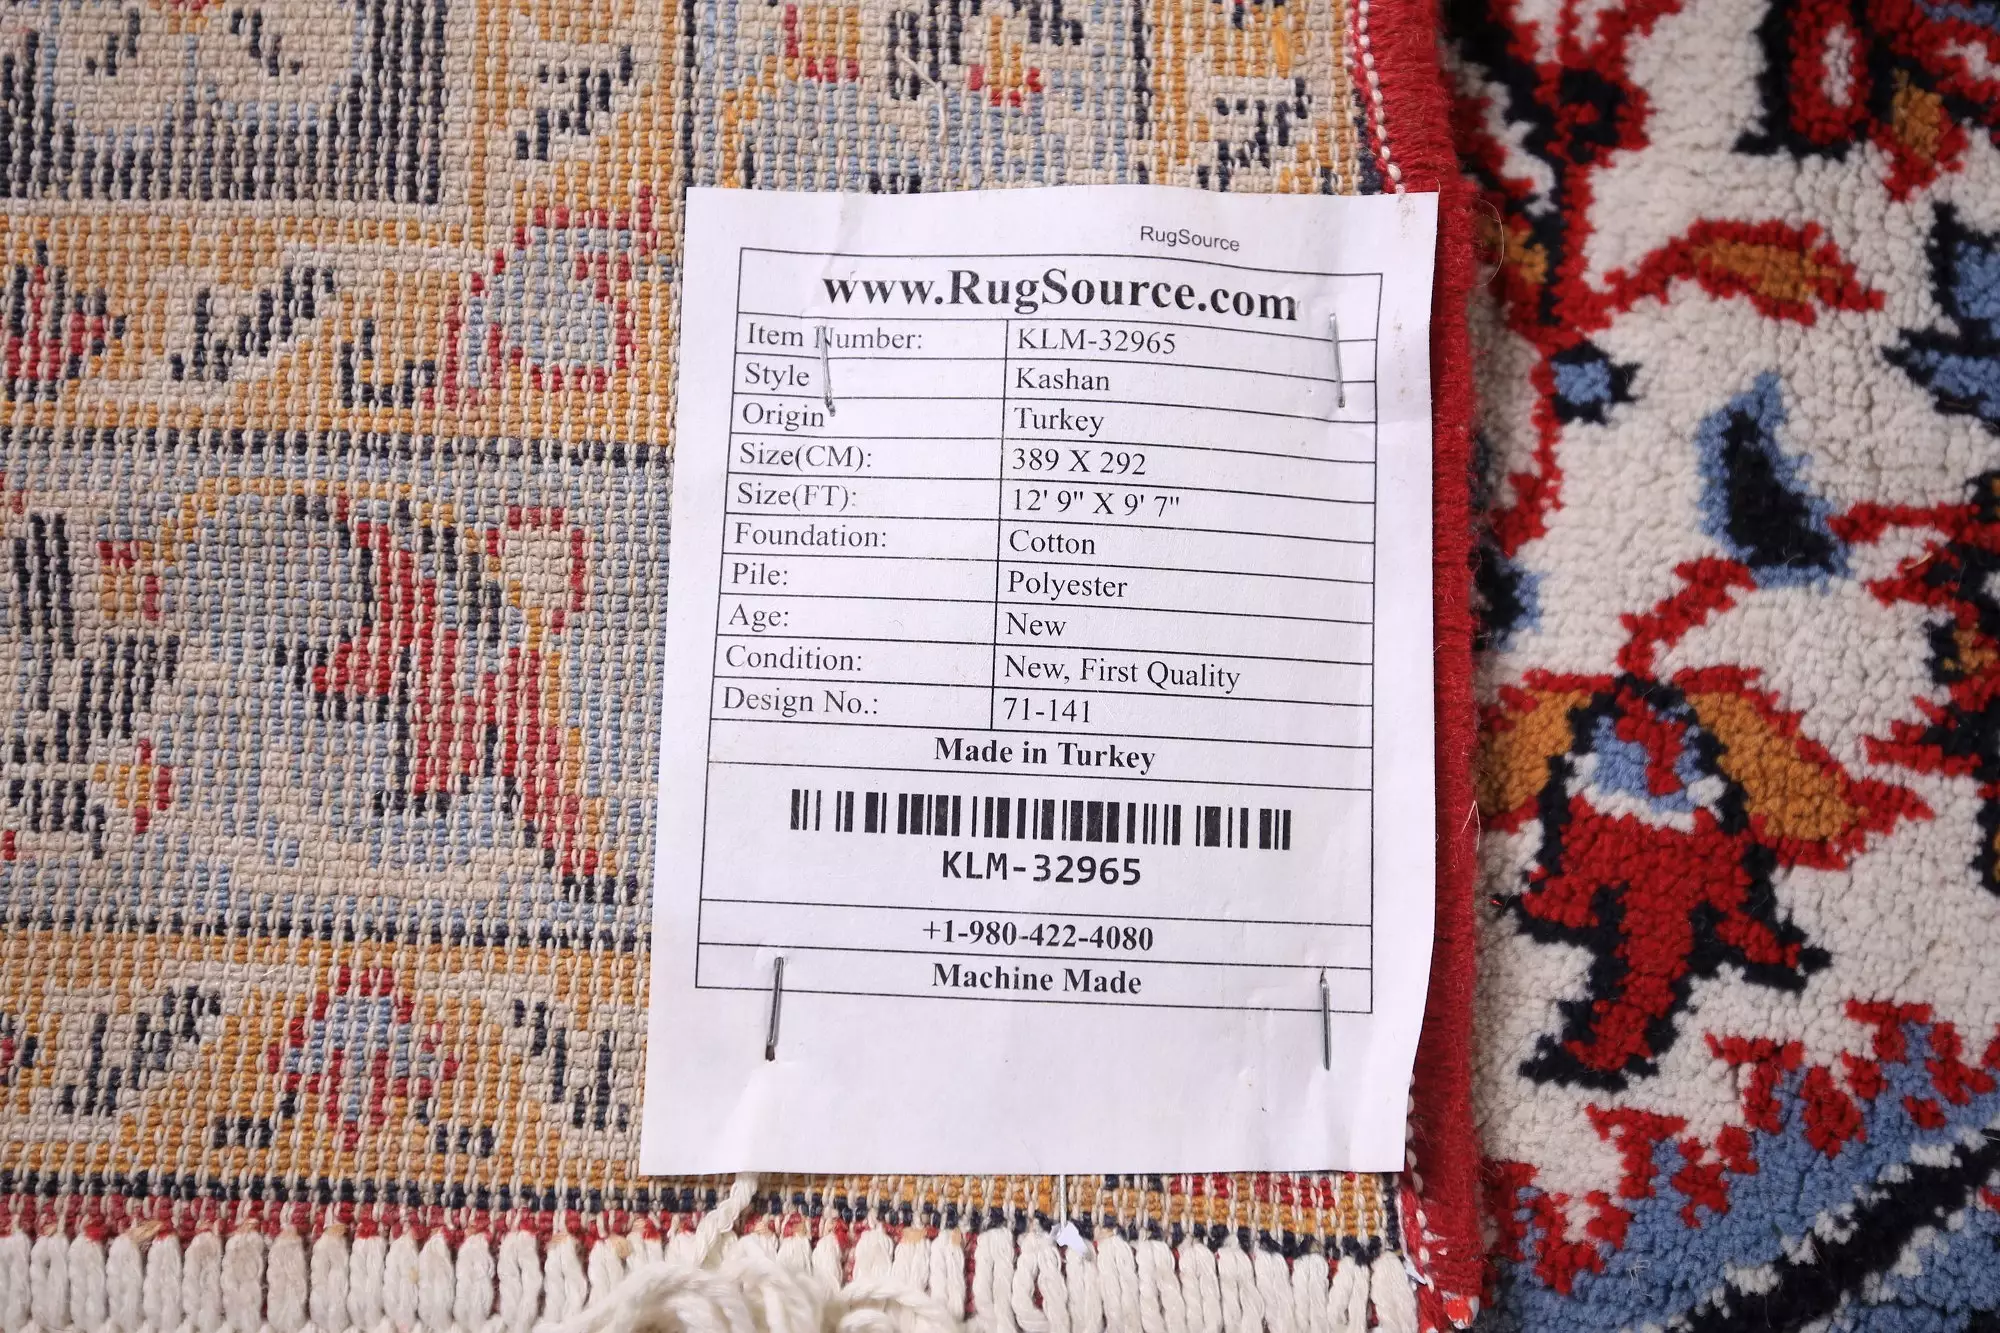 RugSource
www.RugSource.com
Item Number: KLM-32965
Style Kashan
Origin Turkey
Size(CM): 389 X 292
Size(FT): 12' 9" X 9' 7"
Foundation: Cotton
Pile: Polyester
Age: New
Condition: New, First Quality
Design No.: 71-141
Made in Turkey
KLM-32965
+1-980-422-4080
Machine Made